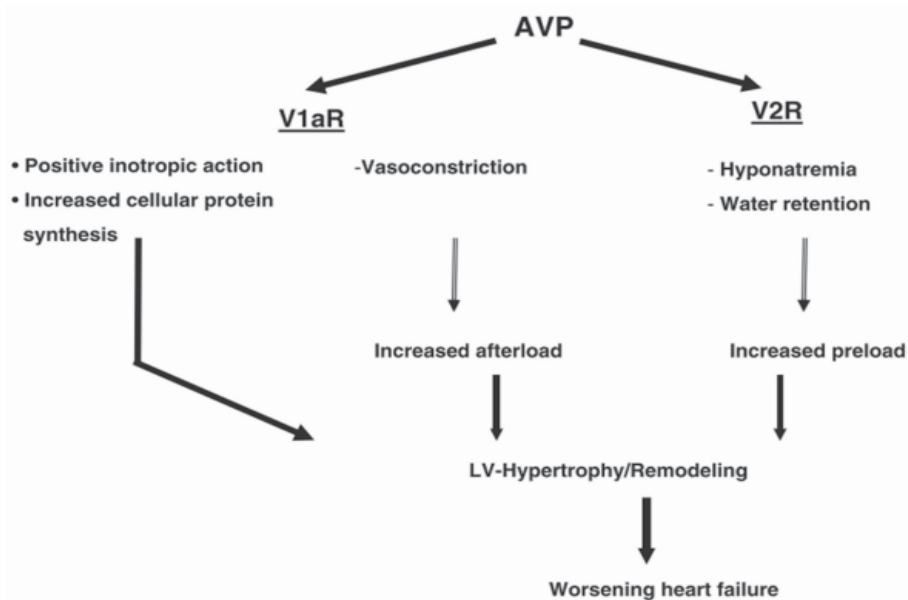 AVP
V1aR
V2R
• Positive inotropic action
• Increased cellular protein
synthesis
-Vasoconstriction
- Hyponatremia
- Water retention
Increased afterload
Increased preload
LV-Hypertrophy/Remodeling
Worsening heart failure